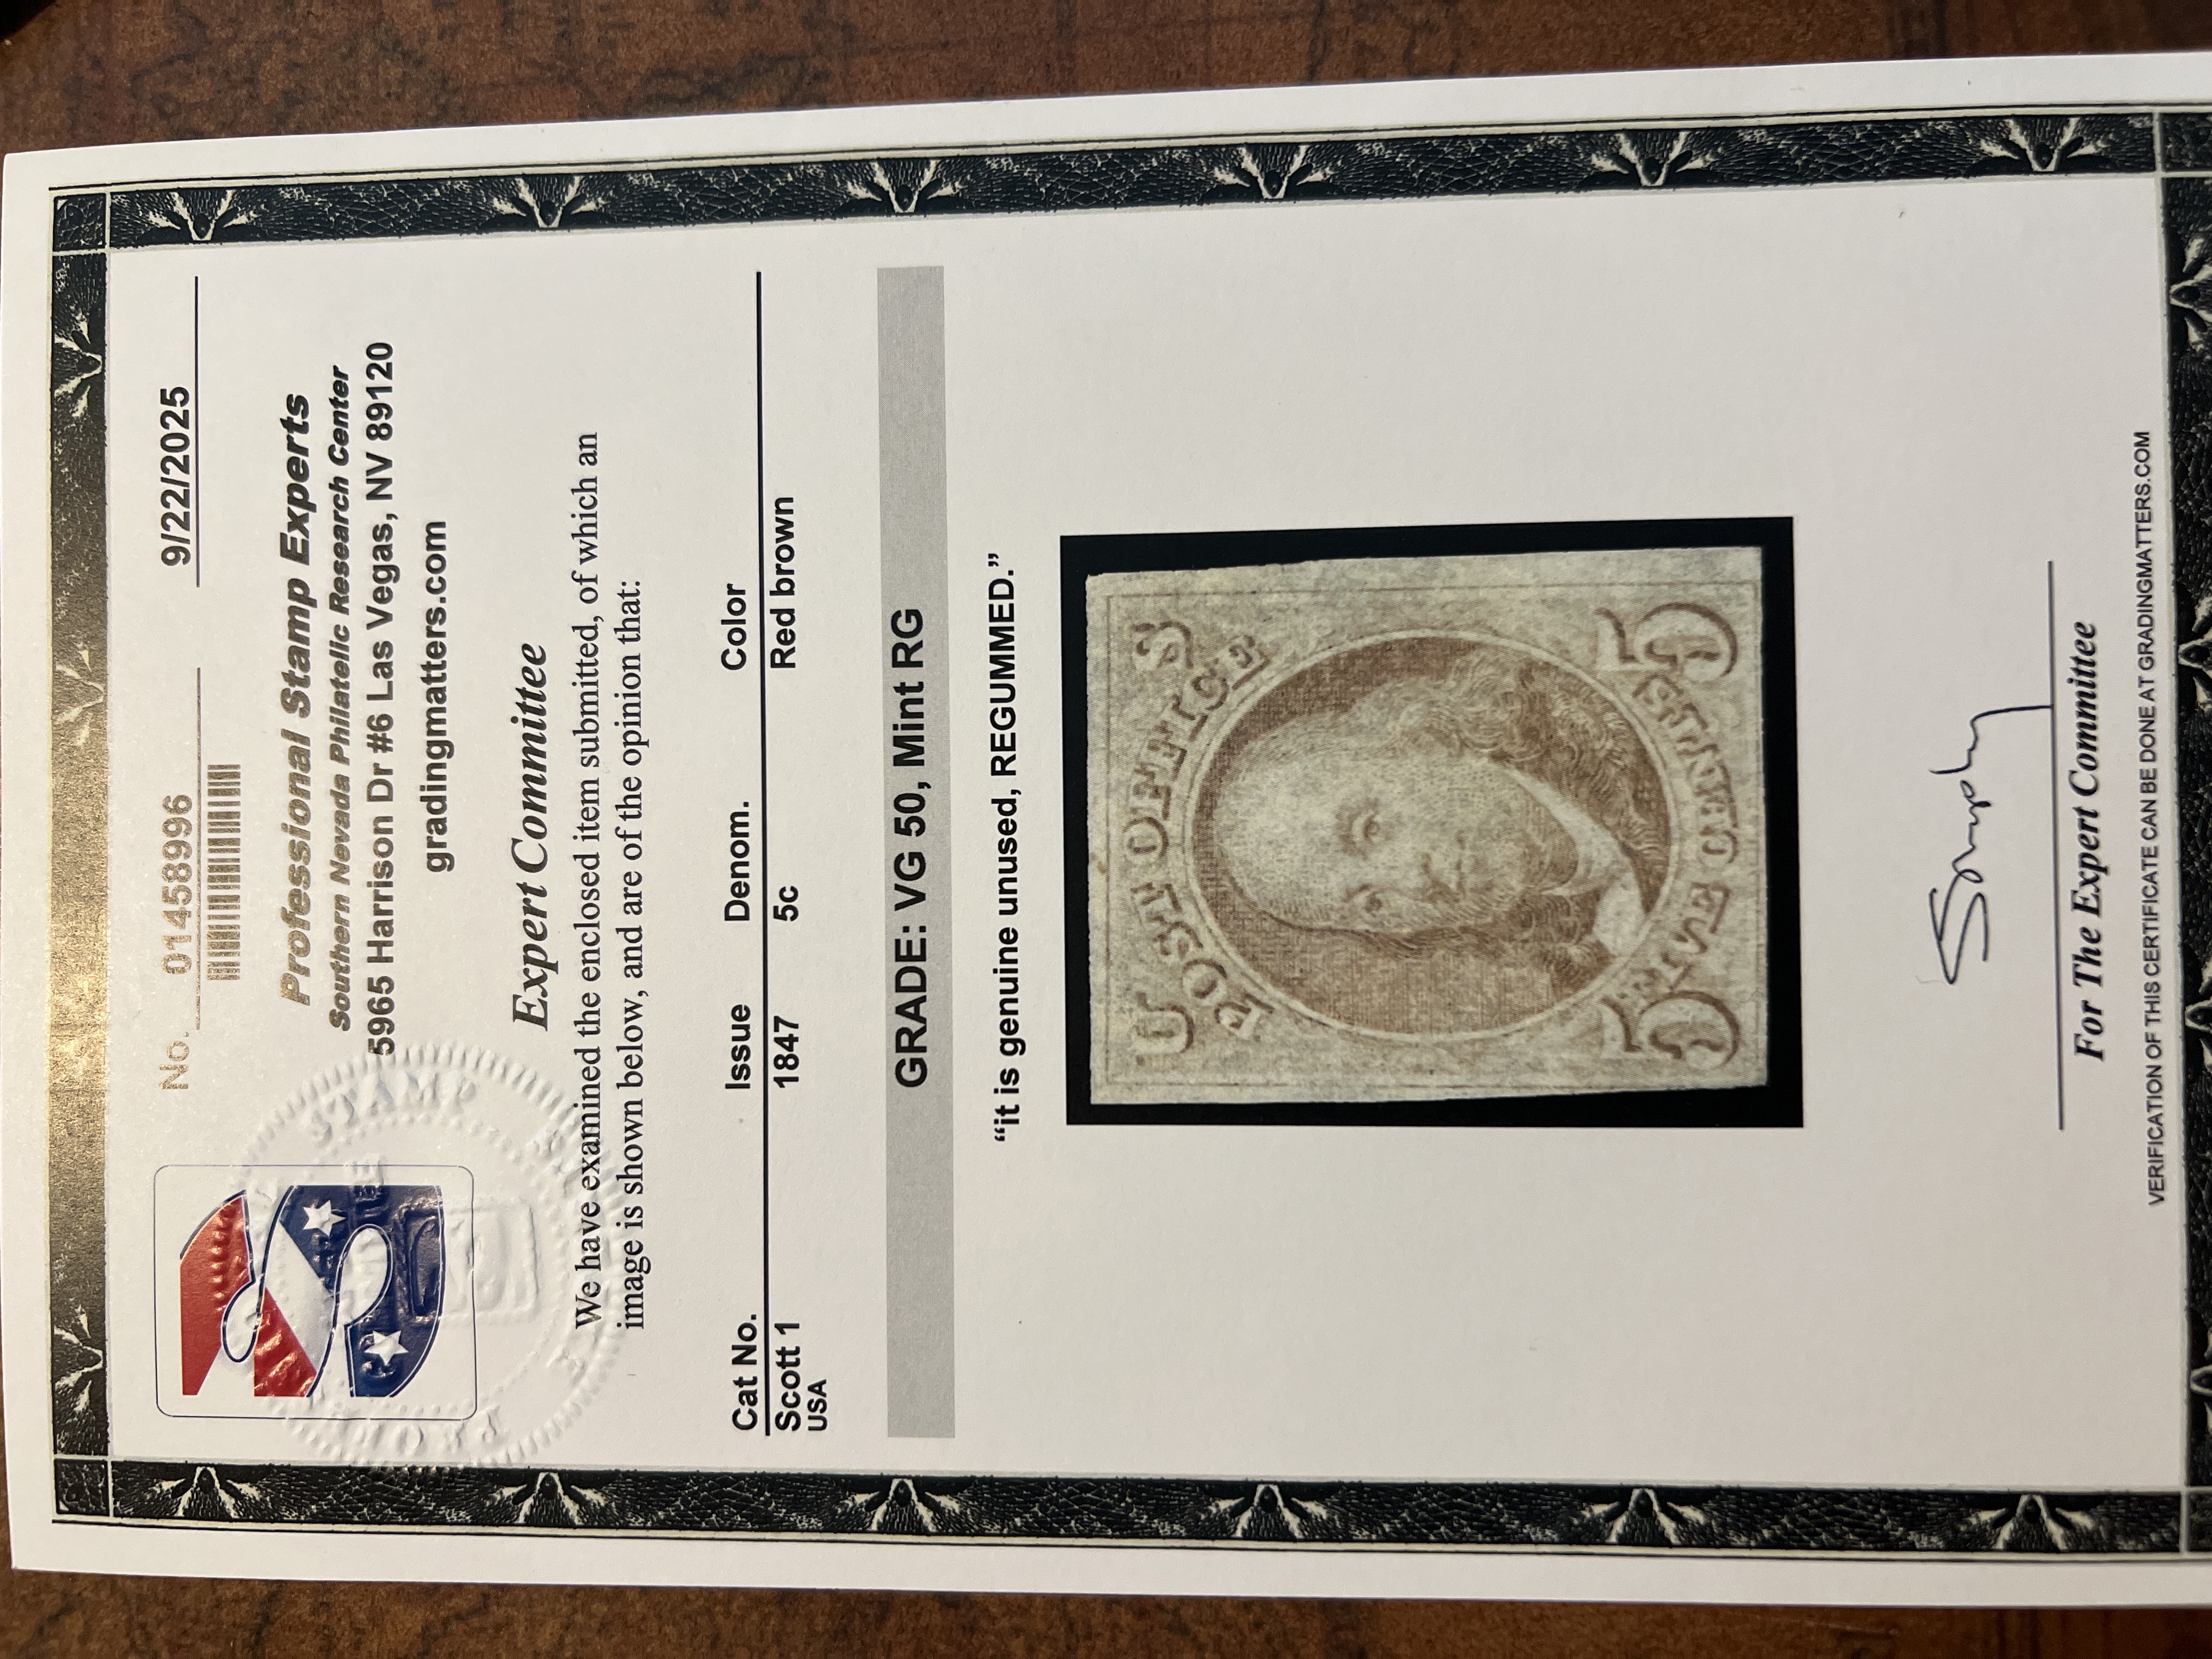 No. 01458996 9/22/2025
Professional Stamp Experts
Southern Nevada Philatelic Research Center
5965 Harrison Dr #6 Las Vegas, NV 89120
gradingmatters.com
STAMP
Expert Committee
We have examined the enclosed item submitted, of which an
image is shown below, and are of the opinion that:
Cat No. Issue Denom. Color
Scott 1 1847 5c Red brown
USA
GRADE: VG 50, Mint RG
“it is genuine unused, REGUMMED.”
U S
POST OFFICE
5 FIVE CENTS 5
For The Expert Committee
VERIFICATION OF THIS CERTIFICATE CAN BE DONE AT GRADINGMATTERS.COM